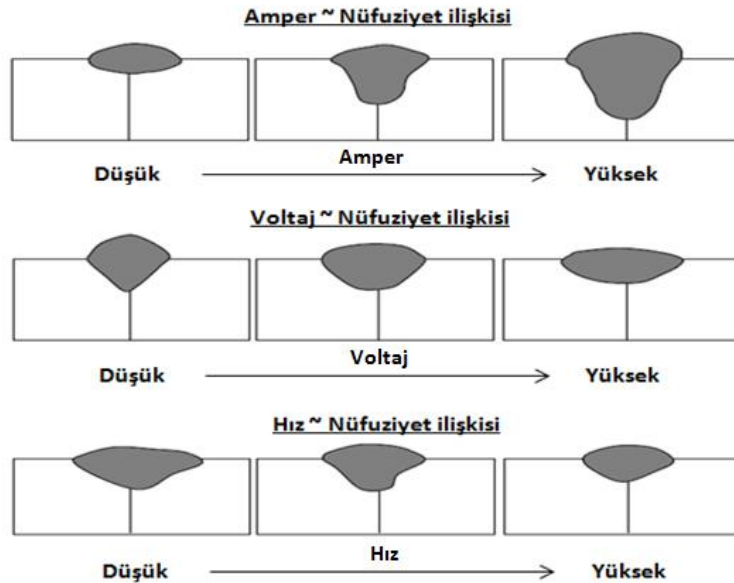 Amper ~ Nüfuziyet ilişkisi
Amper
Düşük
Yüksek
Voltaj ~ Nüfuziyet ilişkisi
Voltaj
Düşük
Yüksek
Hız ~ Nüfuziyet ilişkisi
Hız
Düşük
Yüksek